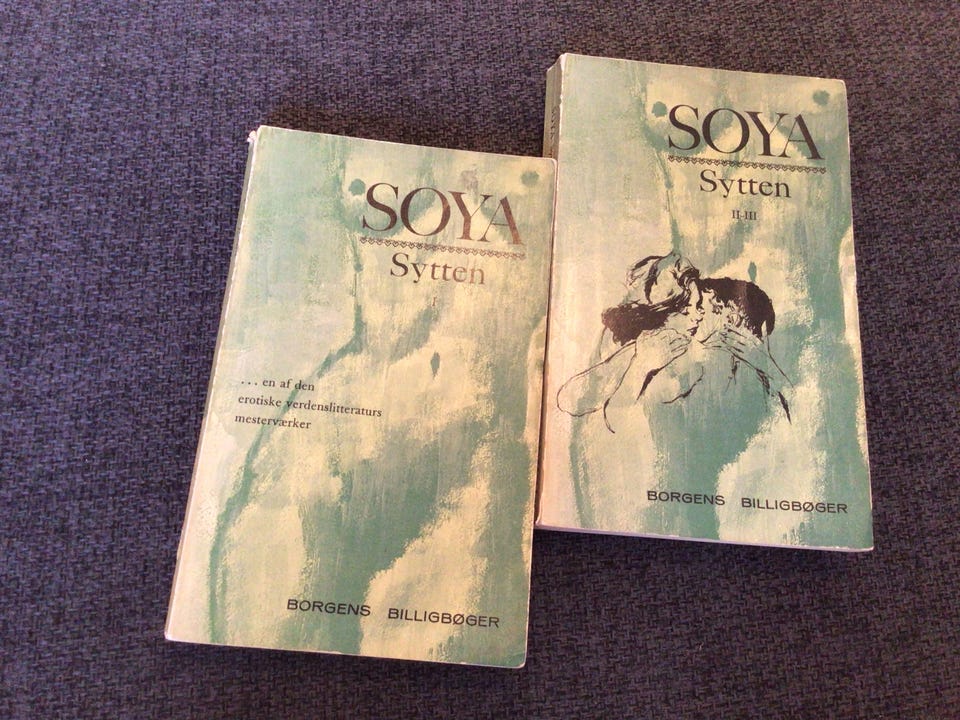 SOYA
Sytten
I
... en af den
erotiske verdenslitteraturs
mesterværker
BORGENS BILLIGBØGER
SOYA
Sytten
II-III
BORGENS BILLIGBØGER